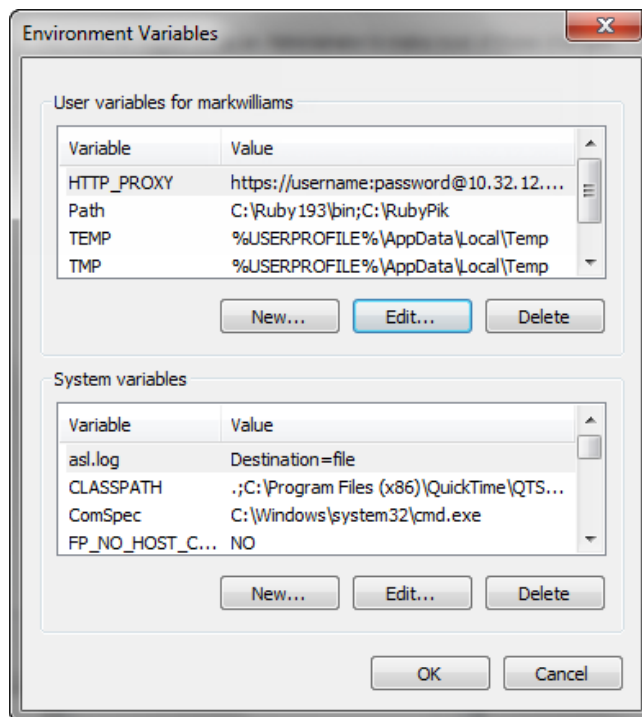 Environment Variables
User variables for markwilliams
Variable Value
HTTP_PROXY https://username:password@10.32.12....
Path C:\Ruby193\bin;C:\RubyPik
TEMP %USERPROFILE%\AppData\Local\Temp
TMP %USERPROFILE%\AppData\Local\Temp
New... Edit... Delete
System variables
Variable Value
asl.log Destination=file
CLASSPATH .;C:\Program Files (x86)\QuickTime\QTS...
ComSpec C:\Windows\system32\cmd.exe
FP_NO_HOST_C... NO
New... Edit... Delete
OK Cancel